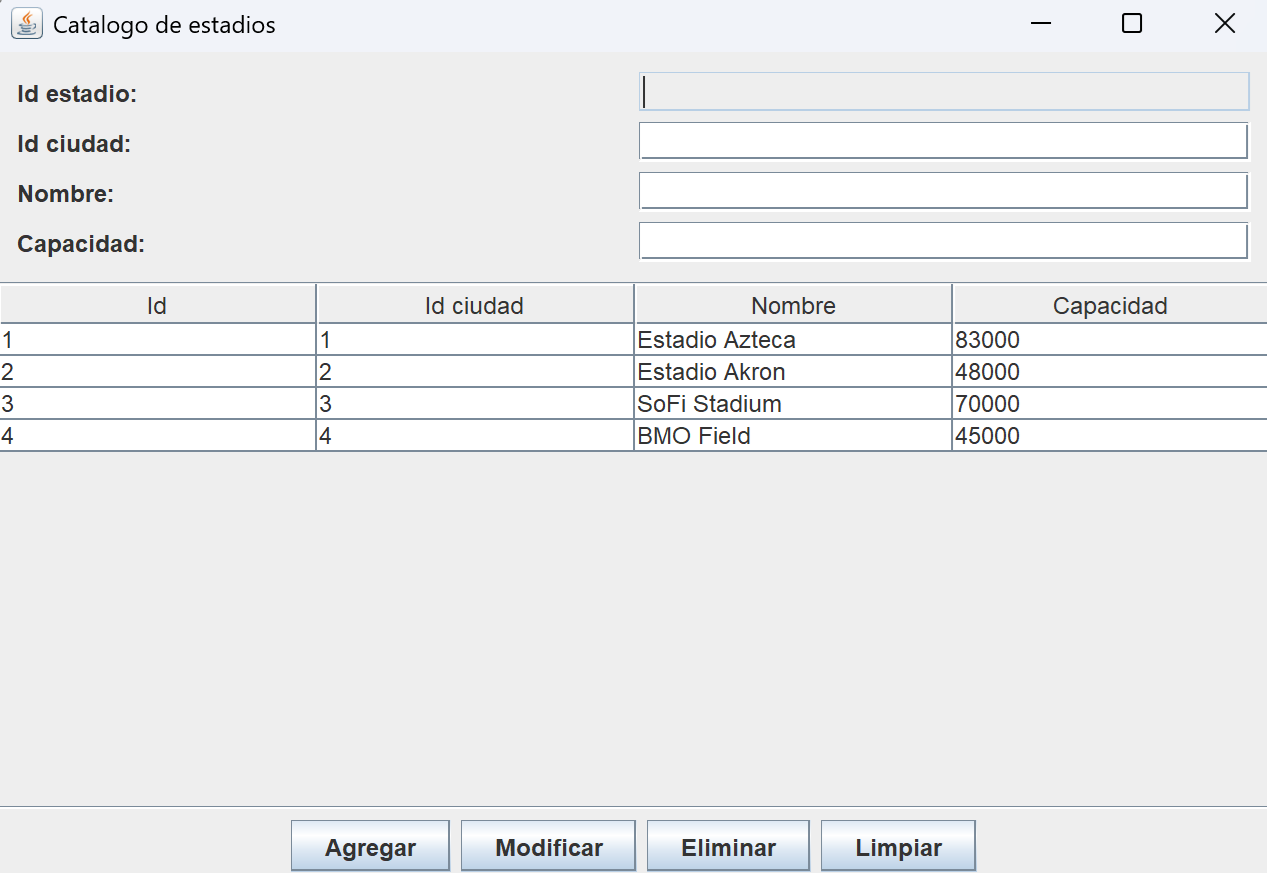 Catalogo de estadios
Id estadio:
Id ciudad:
Nombre:
Capacidad:
Id Id ciudad Nombre Capacidad
1 1 Estadio Azteca 83000
2 2 Estadio Akron 48000
3 3 SoFi Stadium 70000
4 4 BMO Field 45000
Agregar Modificar Eliminar Limpiar